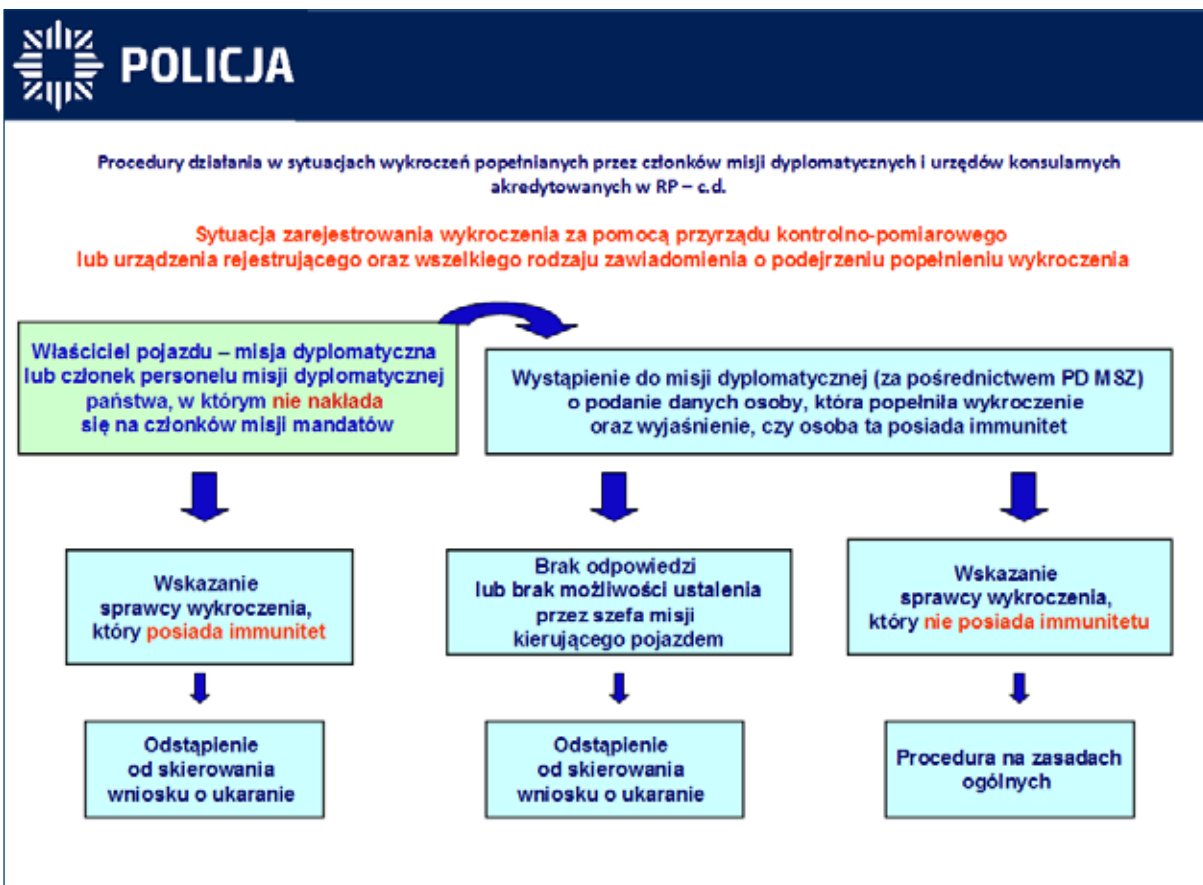 POLICJA
Procedury działania w sytuacjach wykroczeń popełnianych przez członków misji dyplomatycznych i urzędów konsularnych
akredytowanych w RP – c.d.
Sytuacja zarejestrowania wykroczenia za pomocą przyrządu kontrolno-pomiarowego
lub urządzenia rejestrującego oraz wszelkiego rodzaju zawiadomienia o podejrzeniu popełnieniu wykroczenia
Właściciel pojazdu – misja dyplomatyczna
lub członek personelu misji dyplomatycznej
państwa, w którym nie nakłada
się na członków misji mandatów
Wystąpienie do misji dyplomatycznej (za pośrednictwem PD MSZ)
o podanie danych osoby, która popełniła wykroczenie
oraz wyjaśnienie, czy osoba ta posiada immunitet
Wskazanie
sprawcy wykroczenia,
który posiada immunitet
Brak odpowiedzi
lub brak możliwości ustalenia
przez szefa misji
kierującego pojazdem
Wskazanie
sprawcy wykroczenia,
który nie posiada immunitetu
Odstąpienie
od skierowania
wniosku o ukaranie
Odstąpienie
od skierowania
wniosku o ukaranie
Procedura na zasadach
ogólnych